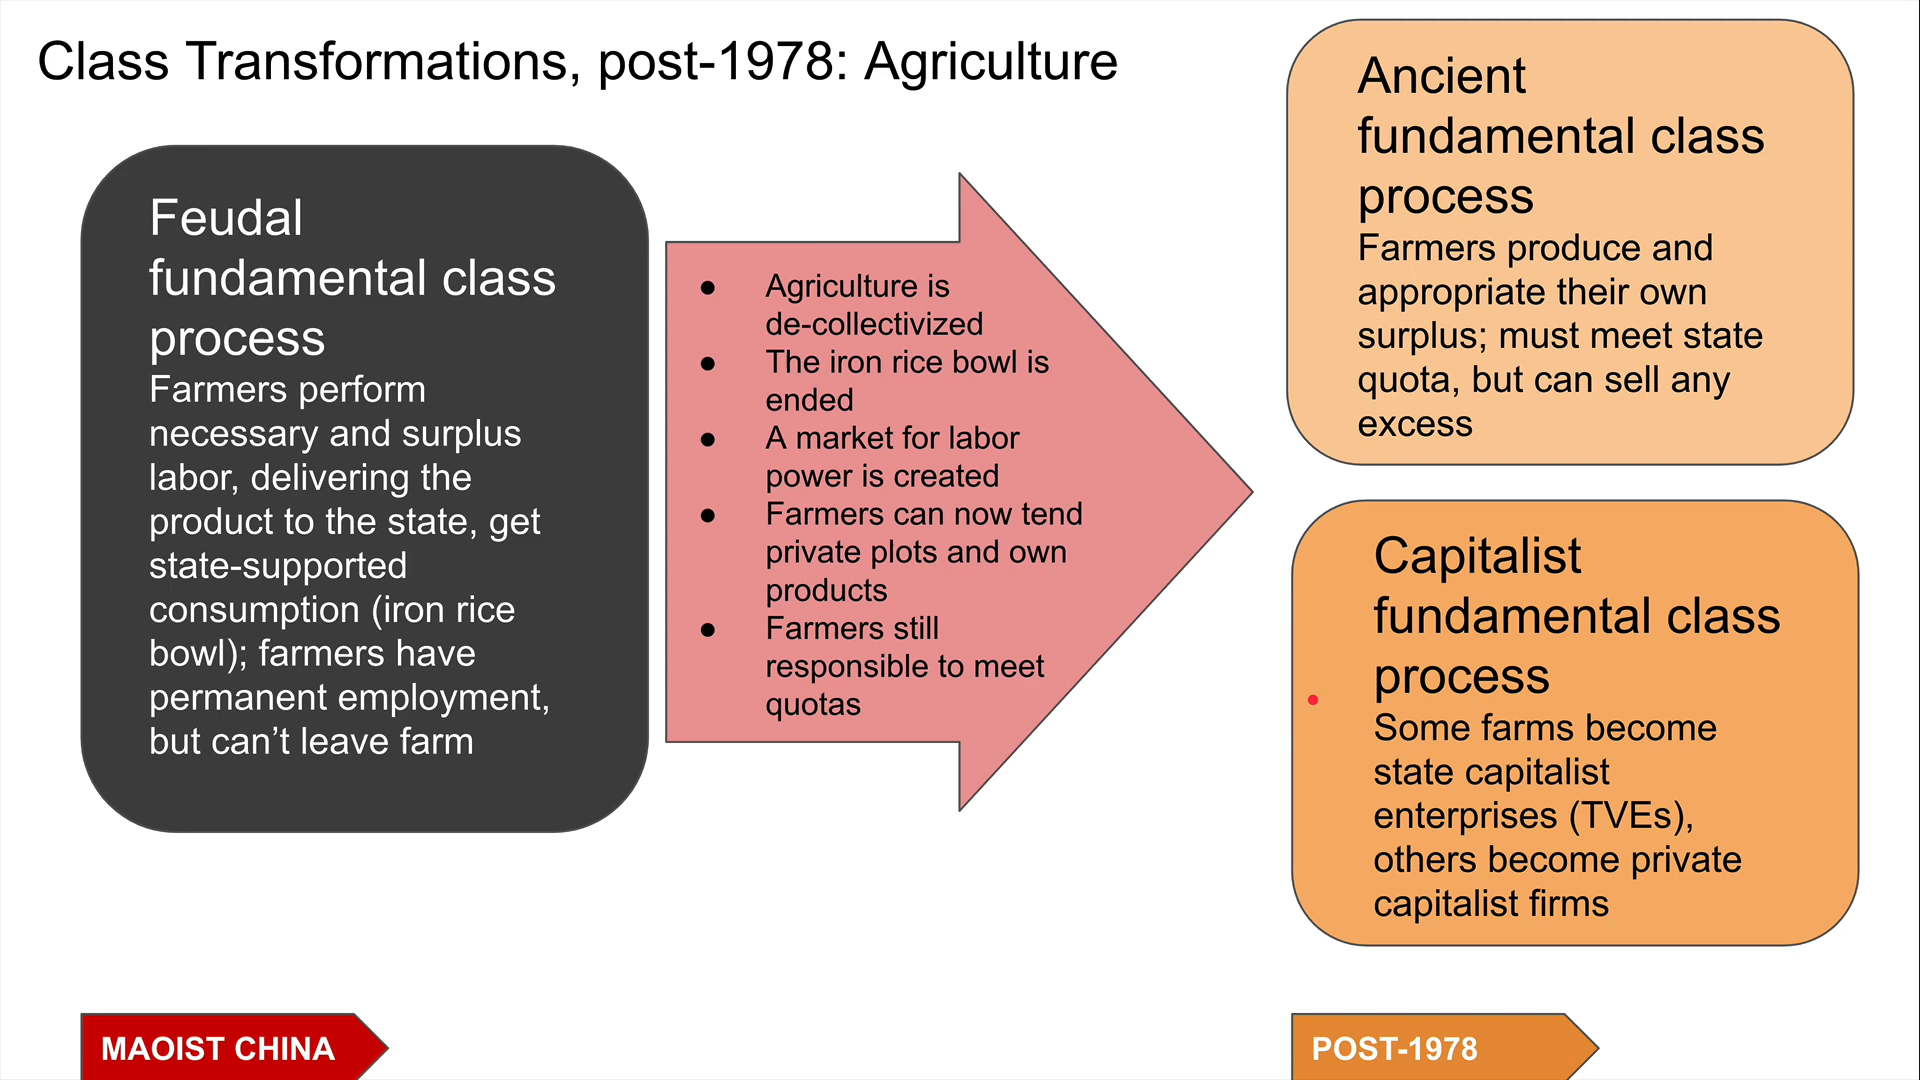 Class Transformations, post-1978: Agriculture
Feudal
fundamental class
process
Farmers perform
necessary and surplus
labor, delivering the
product to the state, get
state-supported
consumption (iron rice
bowl); farmers have
permanent employment,
but can’t leave farm
● Agriculture is
de-collectivized
● The iron rice bowl is
ended
● A market for labor
power is created
● Farmers can now tend
private plots and own
products
● Farmers still
responsible to meet
quotas
Ancient
fundamental class
process
Farmers produce and
appropriate their own
surplus; must meet state
quota, but can sell any
excess
Capitalist
fundamental class
process
Some farms become
state capitalist
enterprises (TVEs),
others become private
capitalist firms
MAOIST CHINA
POST-1978